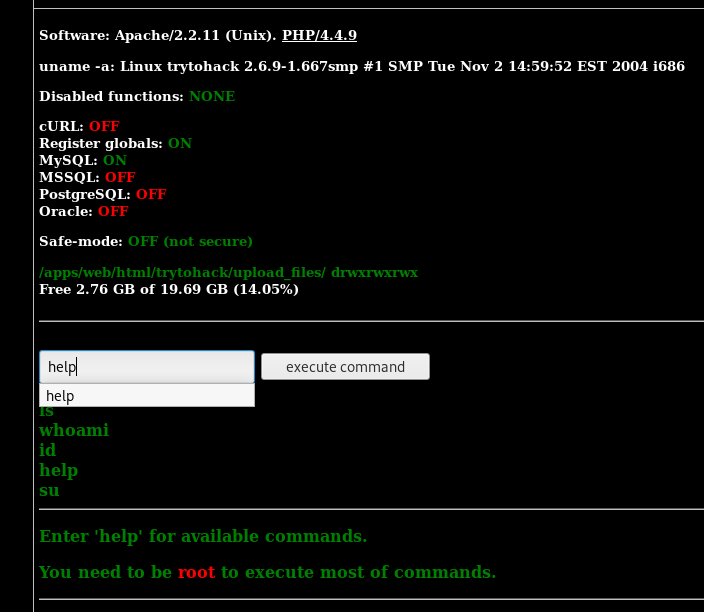 Software: Apache/2.2.11 (Unix). PHP/4.4.9
uname -a: Linux trytohack 2.6.9-1.667smp #1 SMP Tue Nov 2 14:59:52 EST 2004 i686
Disabled functions: NONE
cURL: OFF
Register globals: ON
MySQL: ON
MSSQL: OFF
PostgreSQL: OFF
Oracle: OFF
Safe-mode: OFF (not secure)
/apps/web/html/trytohack/upload_files/ drwxrwxrwx
Free 2.76 GB of 19.69 GB (14.05%)
help execute command
help
ls
whoami
id
help
su
Enter 'help' for available commands.
You need to be root to execute most of commands.